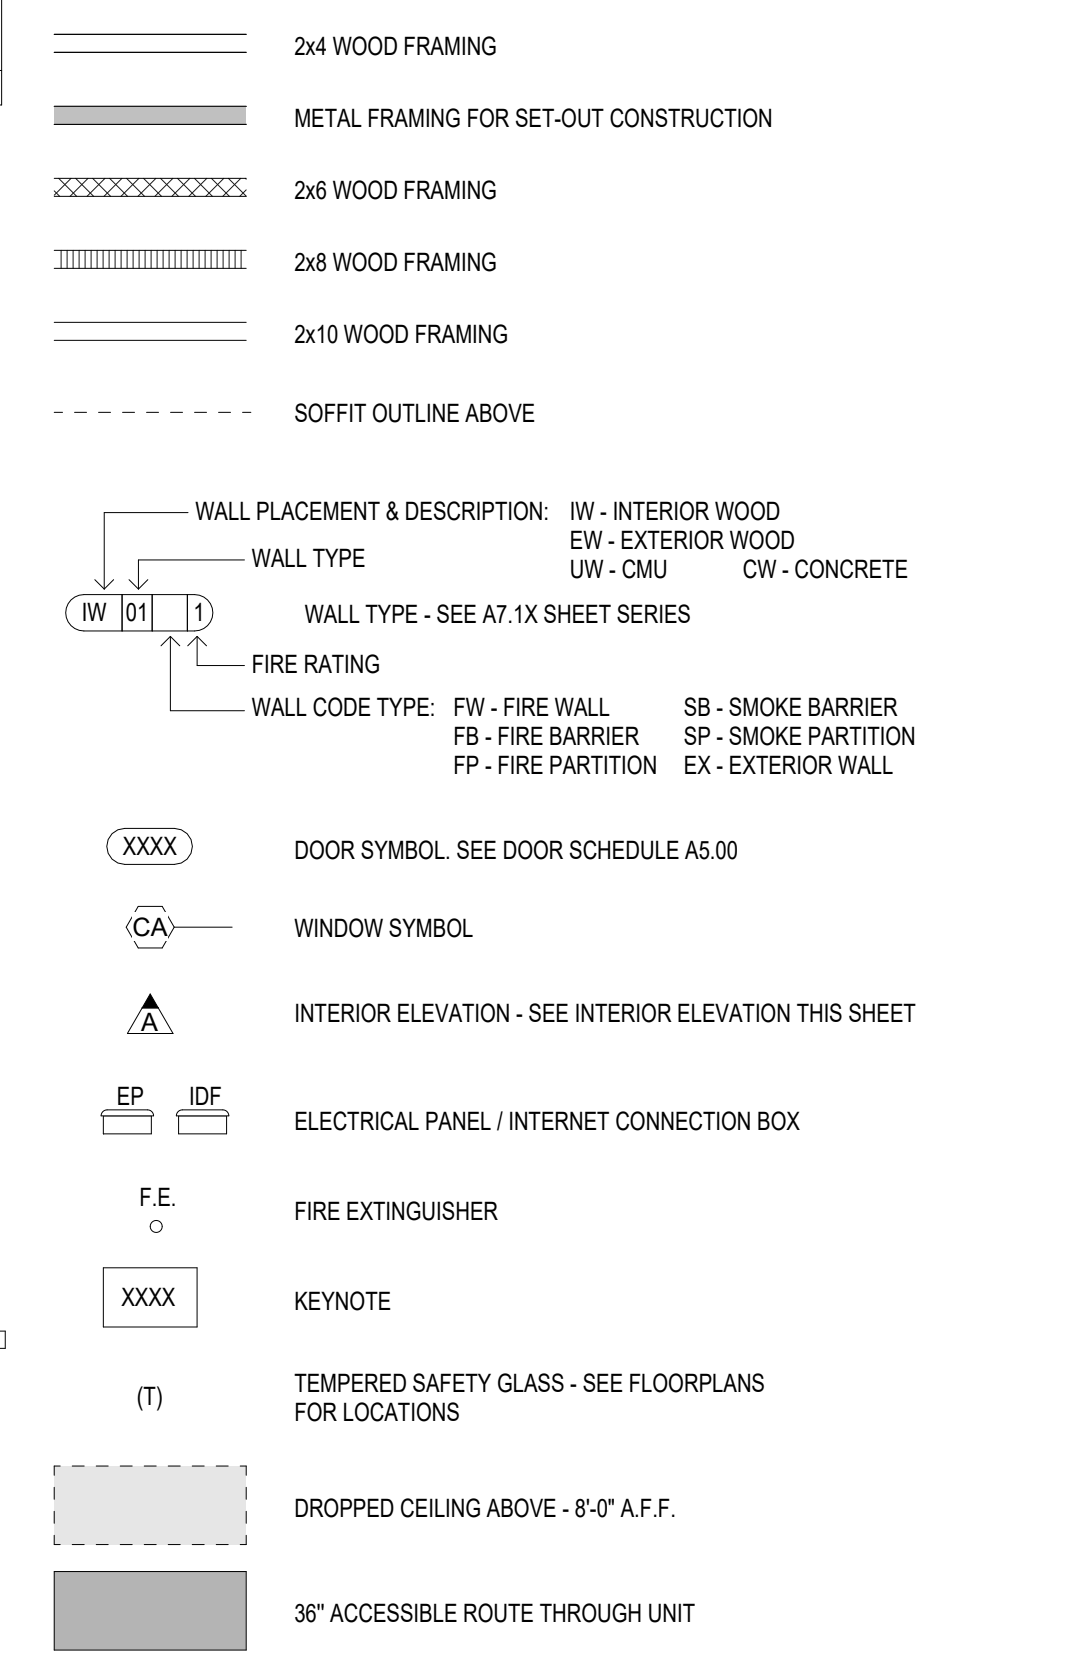 2x4 WOOD FRAMING
METAL FRAMING FOR SET-OUT CONSTRUCTION
2x6 WOOD FRAMING
2x8 WOOD FRAMING
2x10 WOOD FRAMING
SOFFIT OUTLINE ABOVE
WALL PLACEMENT & DESCRIPTION: IW - INTERIOR WOOD
EW - EXTERIOR WOOD
WALL TYPE
UW - CMU CW - CONCRETE
IW 01 1 WALL TYPE - SEE A7.1X SHEET SERIES
FIRE RATING
WALL CODE TYPE: FW - FIRE WALL SB - SMOKE BARRIER
FB - FIRE BARRIER SP - SMOKE PARTITION
FP - FIRE PARTITION EX - EXTERIOR WALL
XXXX DOOR SYMBOL. SEE DOOR SCHEDULE A5.00
CA WINDOW SYMBOL
A INTERIOR ELEVATION - SEE INTERIOR ELEVATION THIS SHEET
EP IDF
ELECTRICAL PANEL / INTERNET CONNECTION BOX
F.E.
FIRE EXTINGUISHER
XXXX KEYNOTE
(T) TEMPERED SAFETY GLASS - SEE FLOORPLANS
FOR LOCATIONS
DROPPED CEILING ABOVE - 8'-0" A.F.F.
36" ACCESSIBLE ROUTE THROUGH UNIT